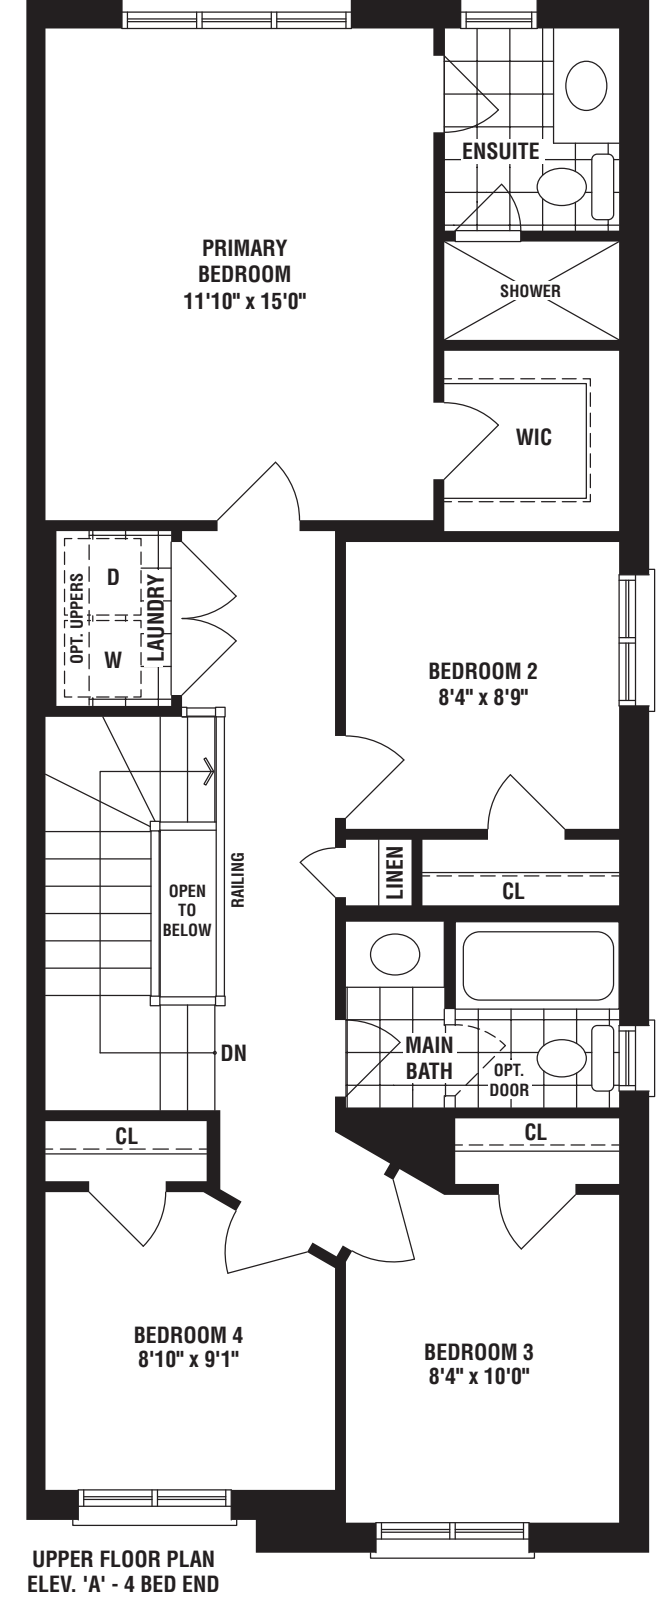 ENSUITE
PRIMARY
BEDROOM
11'10" x 15'0"
SHOWER
WIC
OPT. UPPERS
D
W
LAUNDRY
BEDROOM 2
8'4" x 8'9"
LINEN
CL
OPEN
TO
BELOW
RAILING
DN
MAIN
BATH
OPT.
DOOR
CL
CL
BEDROOM 4
8'10" x 9'1"
BEDROOM 3
8'4" x 10'0"
UPPER FLOOR PLAN
ELEV. 'A' - 4 BED END